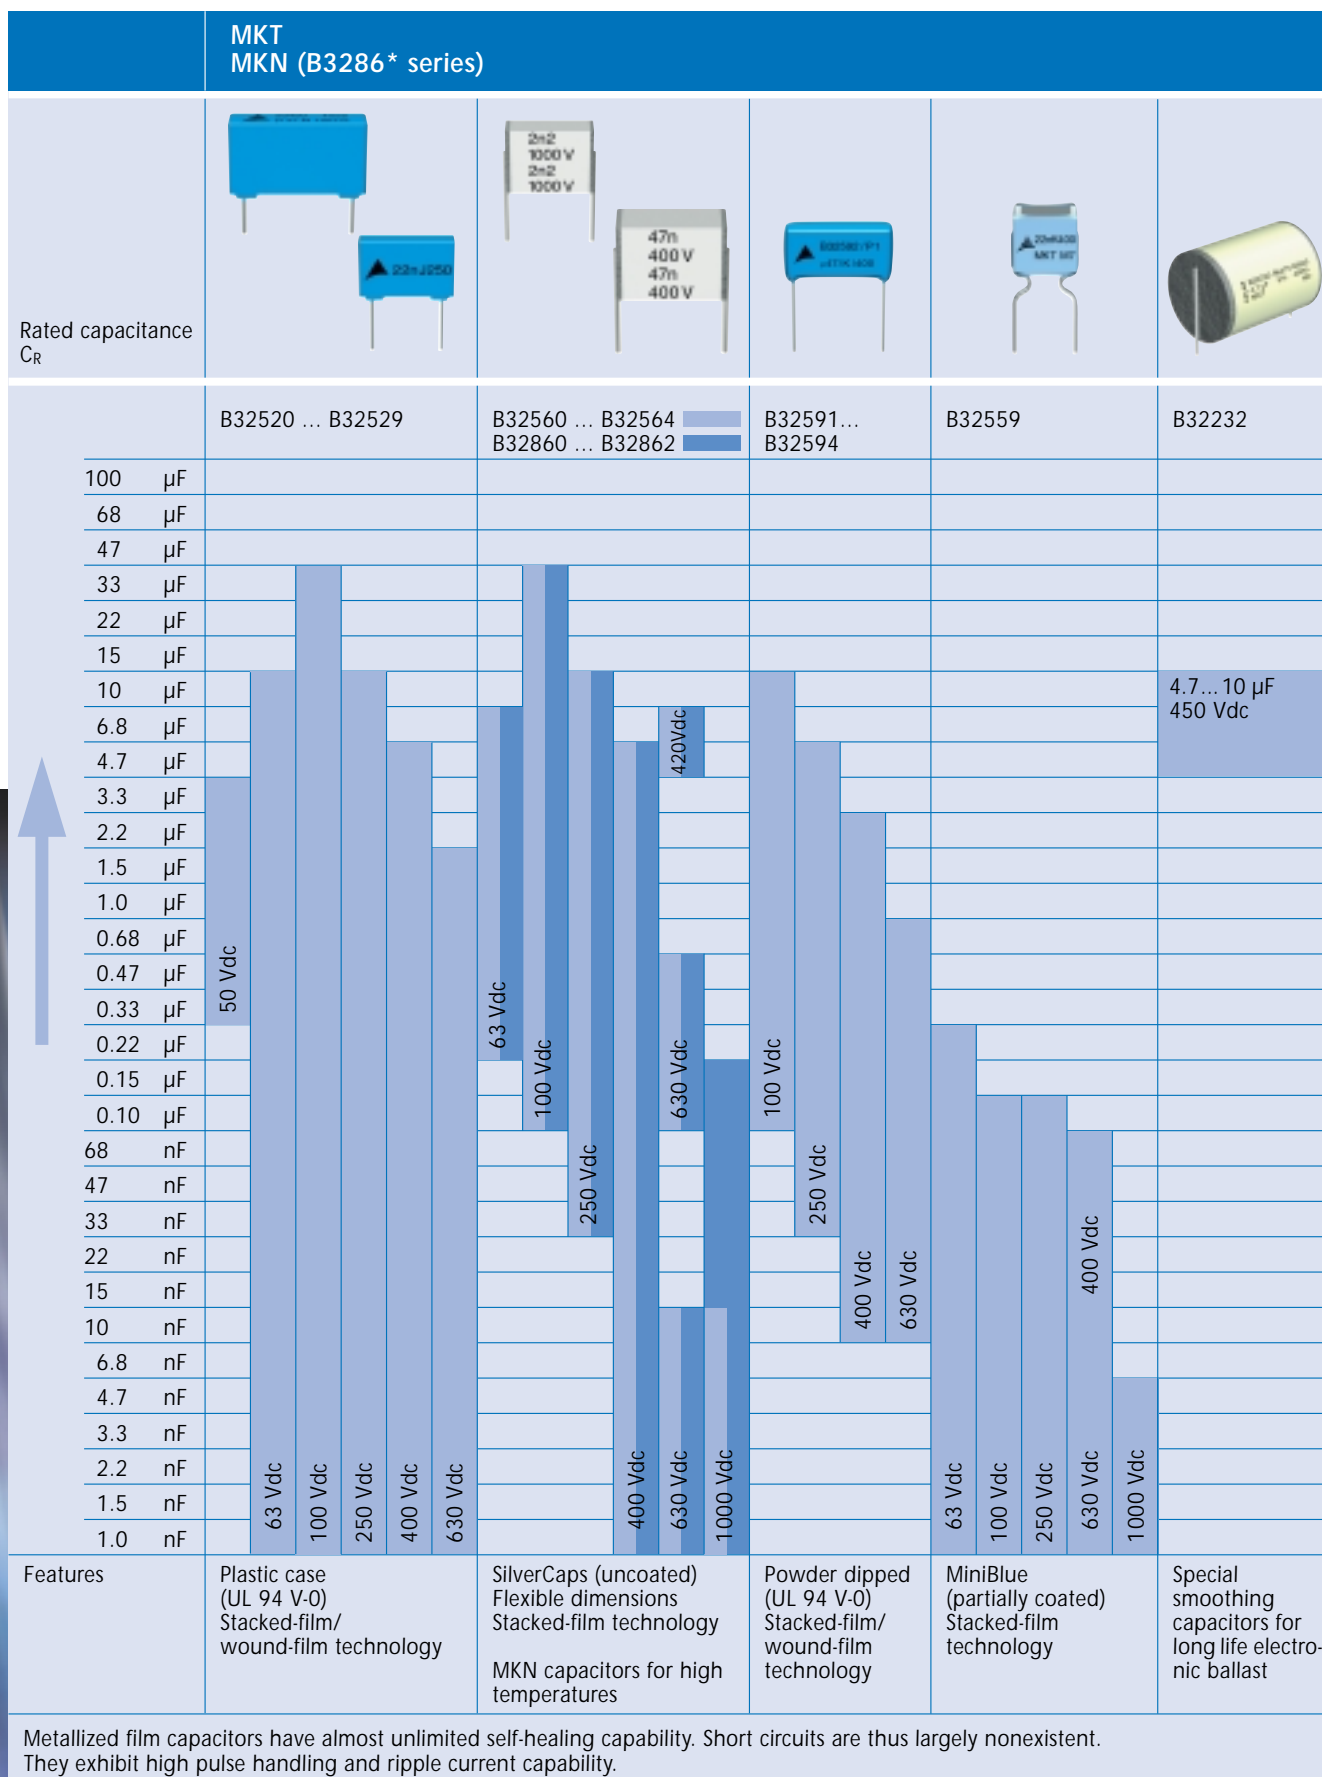 MKT
MKN (B3286* series)
2n2
1000 V
2n2
1000 V
47n
400 V
47n
400 V
22nJ250
MKT
Rated capacitance
CR
B32520 … B32529
B32560 … B32564
B32860 … B32862
B32591…
B32594
B32559
B32232
100 µF
68 µF
47 µF
33 µF
22 µF
15 µF
10 µF
6.8 µF
4.7 µF
3.3 µF
2.2 µF
1.5 µF
1.0 µF
0.68 µF
0.47 µF
0.33 µF
0.22 µF
0.15 µF
0.10 µF
68 nF
47 nF
33 nF
22 nF
15 nF
10 nF
6.8 nF
4.7 nF
3.3 nF
2.2 nF
1.5 nF
1.0 nF
50 Vdc
63 Vdc
100 Vdc
250 Vdc
400 Vdc
630 Vdc
63 Vdc
100 Vdc
250 Vdc
400 Vdc
420Vdc
630 Vdc
630 Vdc
1000 Vdc
100 Vdc
250 Vdc
400 Vdc
630 Vdc
63 Vdc
100 Vdc
250 Vdc
400 Vdc
630 Vdc
1000 Vdc
4.7…10 µF
450 Vdc
Features
Plastic case
(UL 94 V-0)
Stacked-film/
wound-film technology
SilverCaps (uncoated)
Flexible dimensions
Stacked-film technology
MKN capacitors for high
temperatures
Powder dipped
(UL 94 V-0)
Stacked-film/
wound-film
technology
MiniBlue
(partially coated)
Stacked-film
technology
Special
smoothing
capacitors for
long life electro-
nic ballast
Metallized film capacitors have almost unlimited self-healing capability. Short circuits are thus largely nonexistent.
They exhibit high pulse handling and ripple current capability.